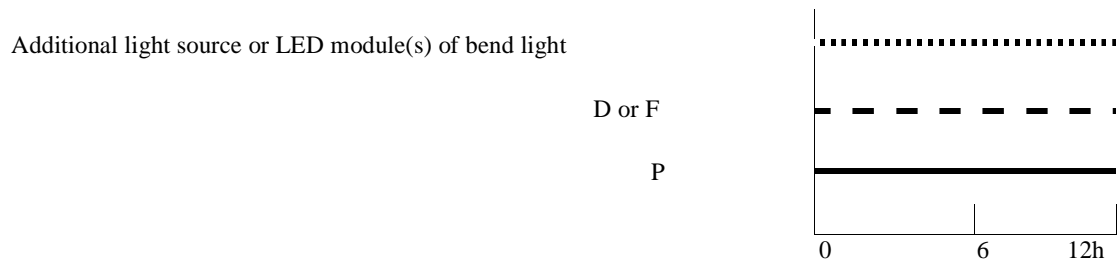 Additional light source or LED module(s) of bend light
D or F
P
0 6 12h